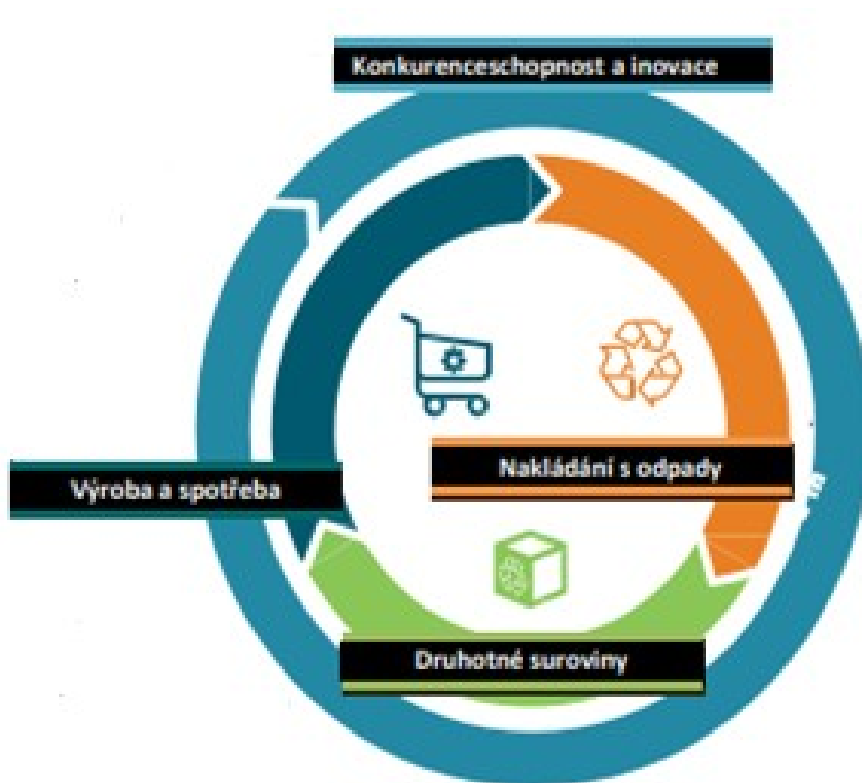 Konkurenceschopnost a inovace
Nakládání s odpady
Výroba a spotřeba
Druhotné suroviny